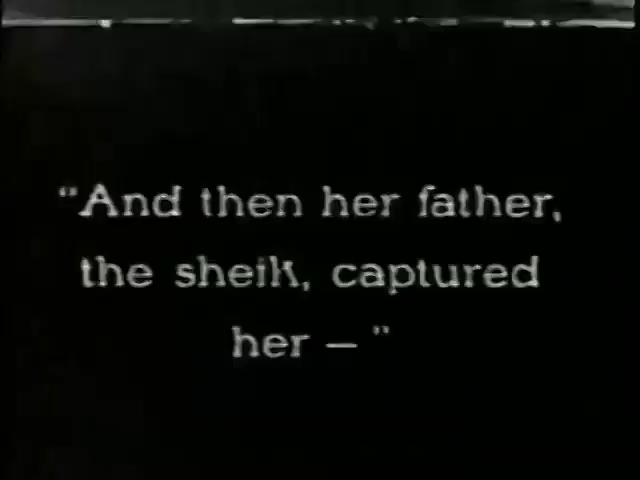 "And then her father,
the sheik, captured
her – "